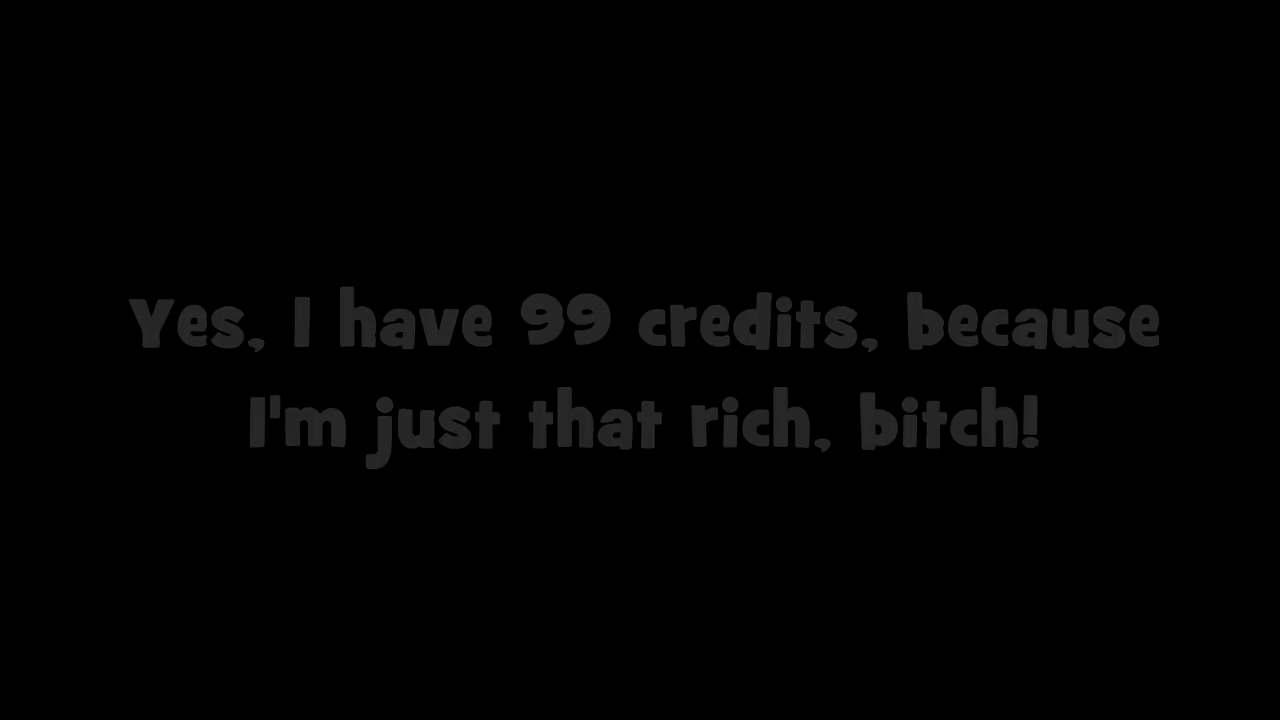 Yes, I have 99 credits, because
I'm just that rich, bitch!